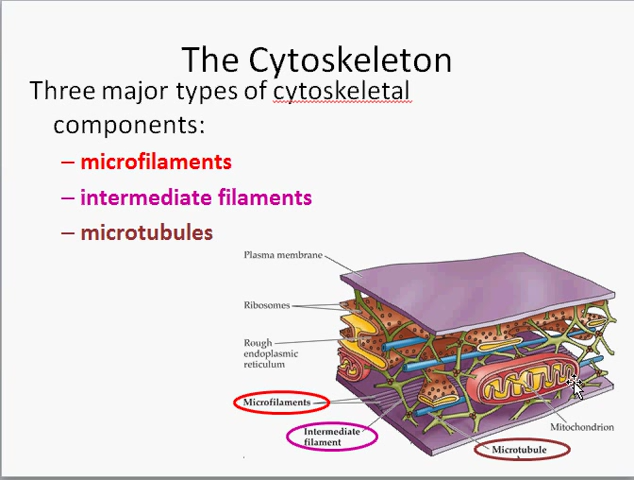 The Cytoskeleton
Three major types of cytoskeletal
components:
– microfilaments
– intermediate filaments
– microtubules
Plasma membrane
Ribosomes
Rough
endoplasmic
reticulum
Microfilaments
Intermediate
filament
Mitochondrion
Microtubule